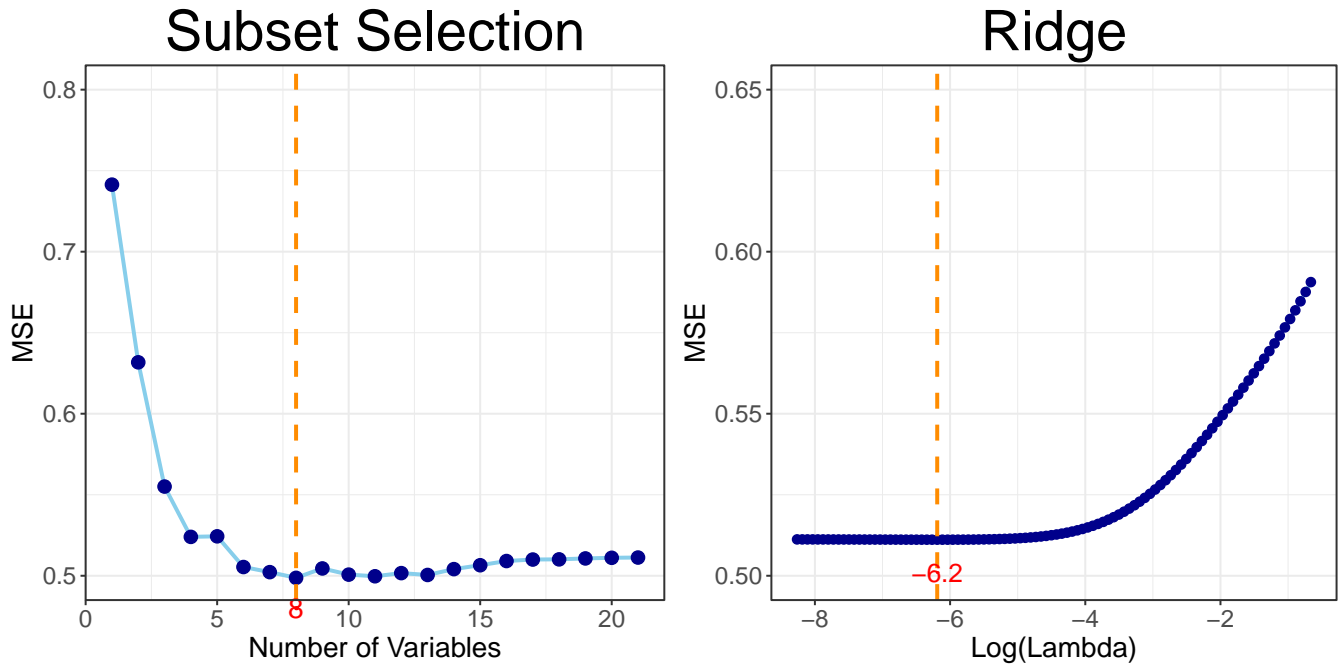 Subset Selection
0.8
0.7
0.6
0.5
MSE
8
0 5 10 15 20
Number of Variables
Ridge
0.65
0.60
0.55
0.50
MSE
−6.2
−8 −6 −4 −2
Log(Lambda)